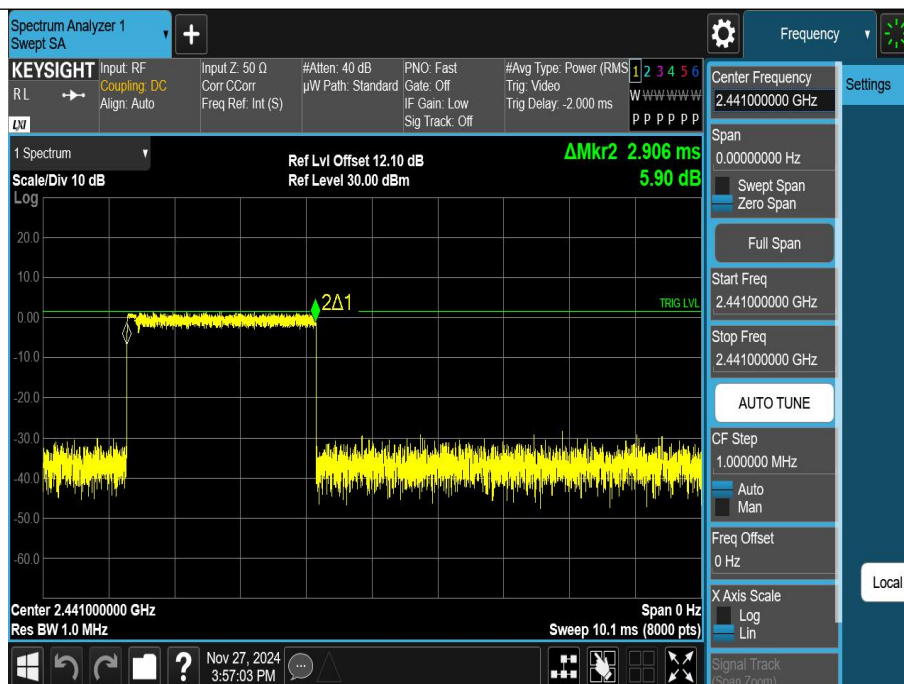 Spectrum Analyzer 1
Swept SA
+
Frequency
KEYSIGHT
RL
LXI
Input: RF
Coupling: DC
Align: Auto
Input Z: 50 Ω
Corr CCorr
Freq Ref: Int (S)
#Atten: 40 dB
µW Path: Standard
PNO: Fast
Gate: Off
IF Gain: Low
Sig Track: Off
#Avg Type: Power (RMS
Trig: Video
Trig Delay: -2.000 ms
1 2 3 4 5 6
W W W W W W
P P P P P P
1 Spectrum
Scale/Div 10 dB
Log
Ref Lvl Offset 12.10 dB
Ref Level 30.00 dBm
ΔMkr2 2.906 ms
5.90 dB
20.0
10.0
0.00
-10.0
-20.0
-30.0
-40.0
-50.0
-60.0
2Δ1
TRIG LVL
Center 2.441000000 GHz
Res BW 1.0 MHz
Span 0 Hz
Sweep 10.1 ms (8000 pts)
Center Frequency
2.441000000 GHz
Span
0.00000000 Hz
Swept Span
Zero Span
Full Span
Start Freq
2.441000000 GHz
Stop Freq
2.441000000 GHz
AUTO TUNE
CF Step
1.000000 MHz
Auto
Man
Freq Offset
0 Hz
X Axis Scale
Log
Lin
Signal Track
(Span Zoom)
Settings
Local
?
Nov 27, 2024
3:57:03 PM